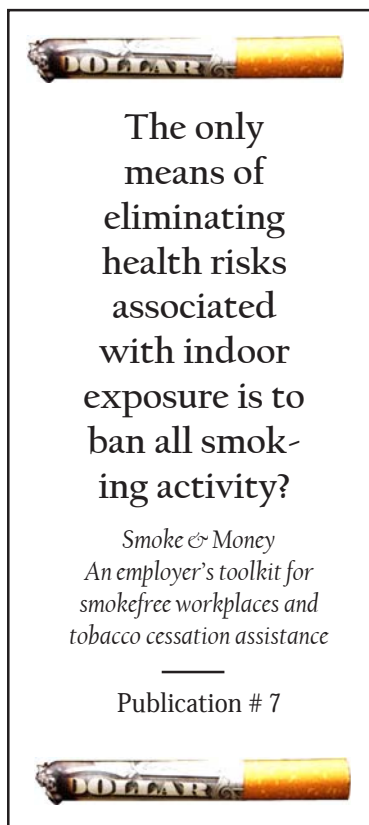 DOLLAR
The only
means of
eliminating
health risks
associated
with indoor
exposure is to
ban all smok-
ing activity?
Smoke & Money
An employer's toolkit for
smokefree workplaces and
tobacco cessation assistance
Publication # 7
DOLLAR